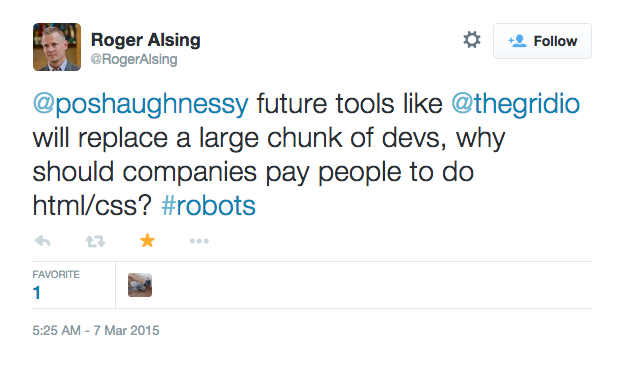 Roger Alsing
@RogerAlsing
Follow
@poshaughnessy future tools like @thegridio
will replace a large chunk of devs, why
should companies pay people to do
html/css? #robots
FAVORITE
1
5:25 AM - 7 Mar 2015